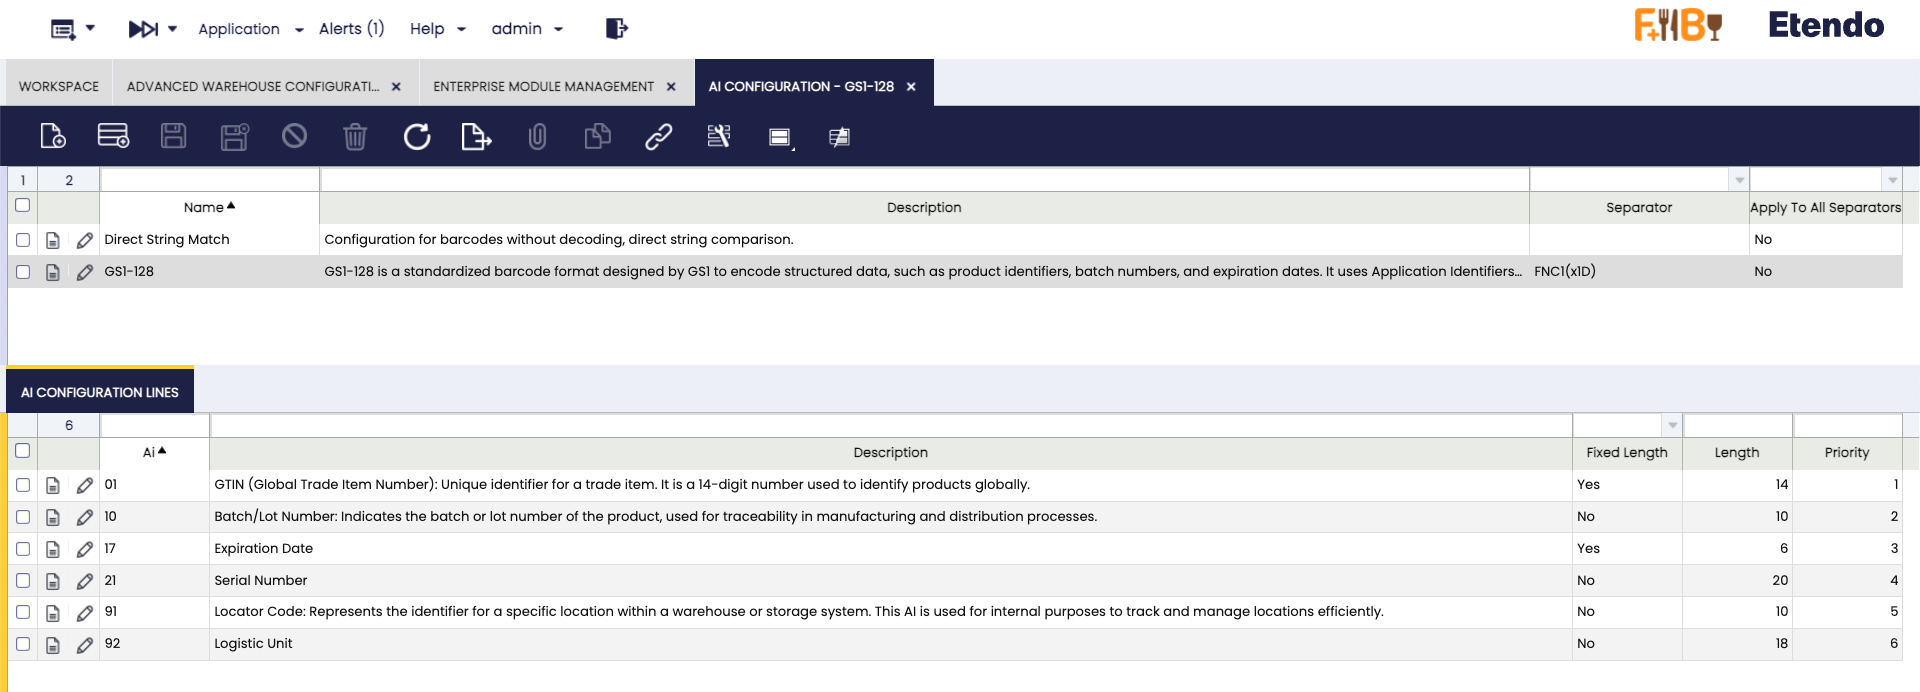 Application Alerts (1) Help admin F+B Etendo
WORKSPACE ADVANCED WAREHOUSE CONFIGURATI... × ENTERPRISE MODULE MANAGEMENT × AI CONFIGURATION - GS1-128 ×
1 2
Name Description Separator Apply To All Separators
Direct String Match Configuration for barcodes without decoding, direct string comparison. No
GS1-128 GS1-128 is a standardized barcode format designed by GS1 to encode structured data, such as product identifiers, batch numbers, and expiration dates. It uses Application Identifiers... FNC1(x1D) No
AI CONFIGURATION LINES
6
Ai Description Fixed Length Length Priority
01 GTIN (Global Trade Item Number): Unique identifier for a trade item. It is a 14-digit number used to identify products globally. Yes 14 1
10 Batch/Lot Number: Indicates the batch or lot number of the product, used for traceability in manufacturing and distribution processes. No 10 2
17 Expiration Date Yes 6 3
21 Serial Number No 20 4
91 Locator Code: Represents the identifier for a specific location within a warehouse or storage system. This AI is used for internal purposes to track and manage locations efficiently. No 10 5
92 Logistic Unit No 18 6